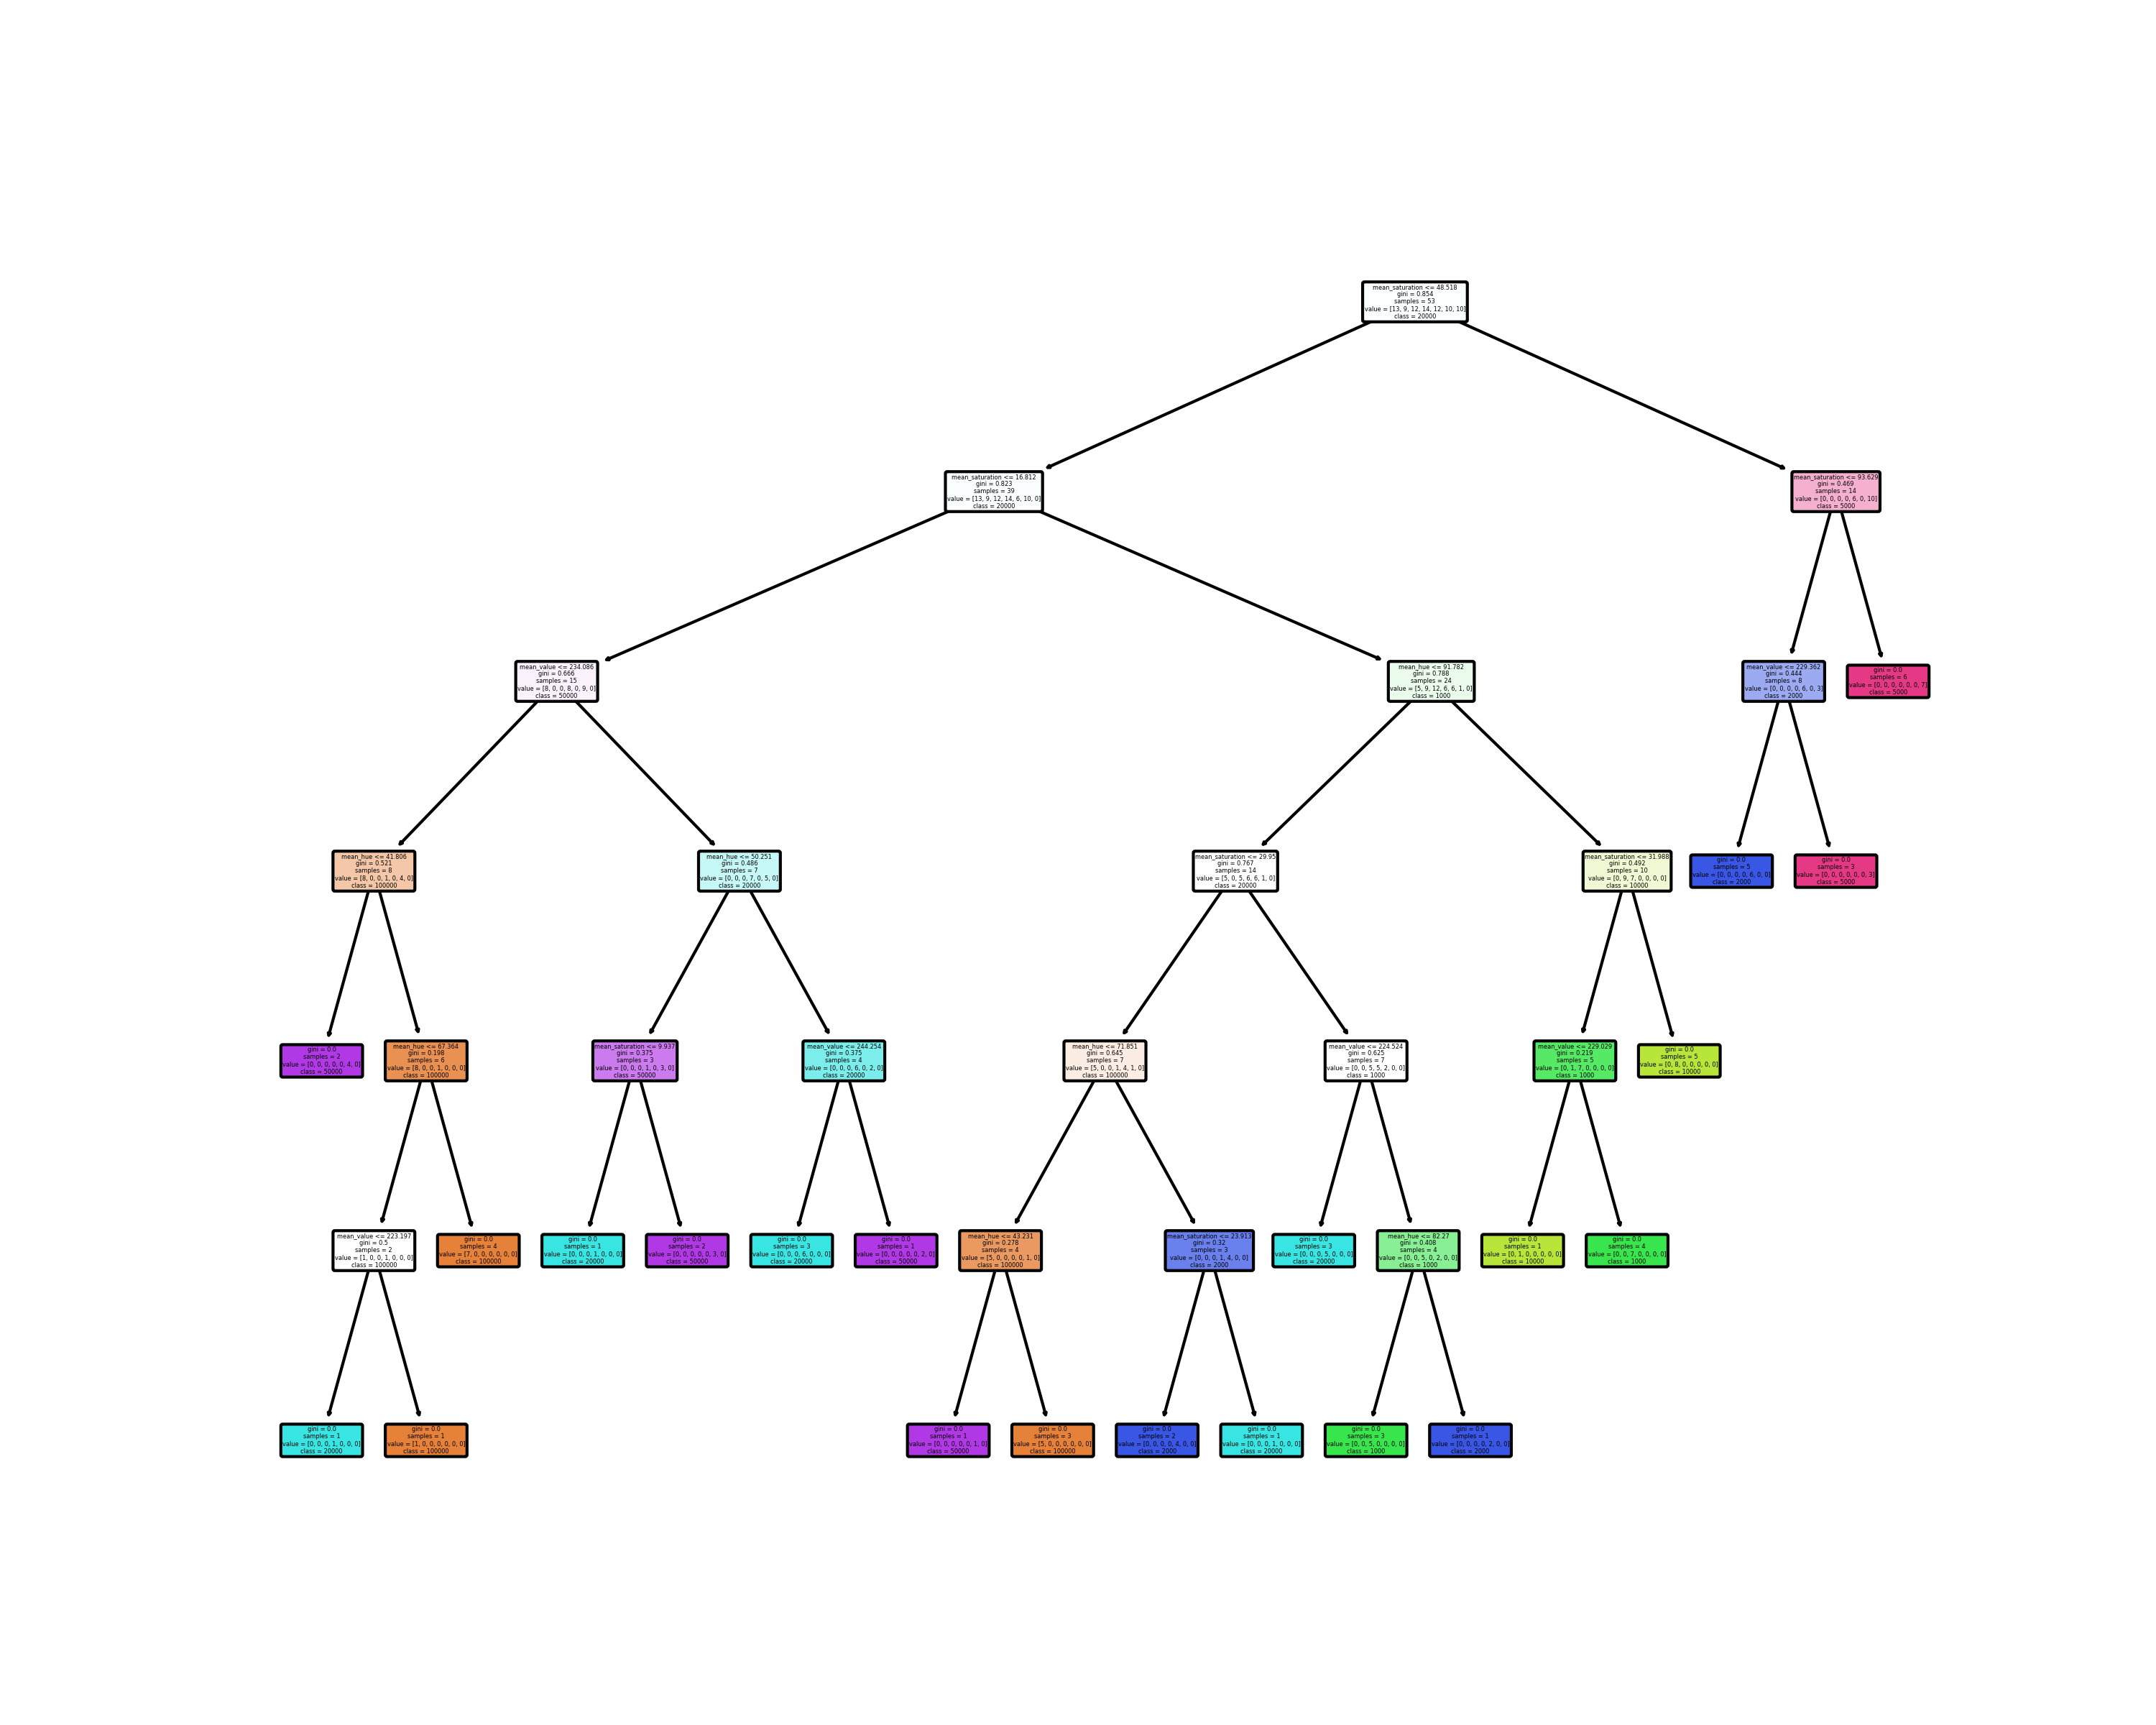 mean_saturation <= 48.518
gini = 0.854
samples = 53
value = [13, 9, 12, 14, 12, 10, 10]
class = 20000
mean_saturation <= 16.812
gini = 0.823
samples = 39
value = [13, 9, 12, 14, 6, 10, 0]
class = 20000
mean_saturation <= 93.629
gini = 0.469
samples = 14
value = [0, 0, 0, 0, 6, 0, 10]
class = 5000
mean_value <= 234.086
gini = 0.666
samples = 15
value = [8, 0, 0, 8, 0, 9, 0]
class = 50000
mean_hue <= 91.782
gini = 0.788
samples = 24
value = [5, 9, 12, 6, 6, 1, 0]
class = 1000
mean_value <= 229.362
gini = 0.444
samples = 8
value = [0, 0, 0, 0, 6, 0, 3]
class = 2000
gini = 0.0
samples = 6
value = [0, 0, 0, 0, 0, 0, 7]
class = 5000
mean_hue <= 41.806
gini = 0.521
samples = 8
value = [8, 0, 0, 1, 0, 4, 0]
class = 100000
mean_hue <= 50.251
gini = 0.486
samples = 7
value = [0, 0, 0, 7, 0, 5, 0]
class = 20000
mean_saturation <= 29.95
gini = 0.767
samples = 14
value = [5, 0, 5, 6, 6, 1, 0]
class = 20000
mean_saturation <= 31.988
gini = 0.492
samples = 10
value = [0, 9, 7, 0, 0, 0, 0]
class = 10000
gini = 0.0
samples = 5
value = [0, 0, 0, 0, 6, 0, 0]
class = 2000
gini = 0.0
samples = 3
value = [0, 0, 0, 0, 0, 0, 3]
class = 5000
gini = 0.0
samples = 2
value = [0, 0, 0, 0, 0, 4, 0]
class = 50000
mean_hue <= 67.364
gini = 0.198
samples = 6
value = [8, 0, 0, 1, 0, 0, 0]
class = 100000
mean_saturation <= 9.937
gini = 0.375
samples = 3
value = [0, 0, 0, 1, 0, 3, 0]
class = 50000
mean_value <= 244.254
gini = 0.375
samples = 4
value = [0, 0, 0, 6, 0, 2, 0]
class = 20000
mean_hue <= 71.851
gini = 0.645
samples = 7
value = [5, 0, 0, 1, 4, 1, 0]
class = 100000
mean_value <= 224.524
gini = 0.625
samples = 7
value = [0, 0, 5, 5, 2, 0, 0]
class = 1000
mean_value <= 229.029
gini = 0.219
samples = 5
value = [0, 1, 7, 0, 0, 0, 0]
class = 1000
gini = 0.0
samples = 5
value = [0, 8, 0, 0, 0, 0, 0]
class = 10000
mean_value <= 223.197
gini = 0.5
samples = 2
value = [1, 0, 0, 1, 0, 0, 0]
class = 100000
gini = 0.0
samples = 4
value = [7, 0, 0, 0, 0, 0, 0]
class = 100000
gini = 0.0
samples = 1
value = [0, 0, 0, 1, 0, 0, 0]
class = 20000
gini = 0.0
samples = 2
value = [0, 0, 0, 0, 0, 3, 0]
class = 50000
gini = 0.0
samples = 3
value = [0, 0, 0, 6, 0, 0, 0]
class = 20000
gini = 0.0
samples = 1
value = [0, 0, 0, 0, 0, 2, 0]
class = 50000
mean_hue <= 43.231
gini = 0.278
samples = 4
value = [5, 0, 0, 0, 0, 1, 0]
class = 100000
mean_saturation <= 23.913
gini = 0.32
samples = 3
value = [0, 0, 0, 1, 4, 0, 0]
class = 2000
gini = 0.0
samples = 3
value = [0, 0, 0, 5, 0, 0, 0]
class = 20000
mean_hue <= 82.27
gini = 0.408
samples = 4
value = [0, 0, 5, 0, 2, 0, 0]
class = 1000
gini = 0.0
samples = 1
value = [0, 1, 0, 0, 0, 0, 0]
class = 10000
gini = 0.0
samples = 4
value = [0, 0, 7, 0, 0, 0, 0]
class = 1000
gini = 0.0
samples = 1
value = [0, 0, 0, 1, 0, 0, 0]
class = 20000
gini = 0.0
samples = 1
value = [1, 0, 0, 0, 0, 0, 0]
class = 100000
gini = 0.0
samples = 1
value = [0, 0, 0, 0, 0, 1, 0]
class = 50000
gini = 0.0
samples = 3
value = [5, 0, 0, 0, 0, 0, 0]
class = 100000
gini = 0.0
samples = 2
value = [0, 0, 0, 0, 4, 0, 0]
class = 2000
gini = 0.0
samples = 1
value = [0, 0, 0, 1, 0, 0, 0]
class = 20000
gini = 0.0
samples = 3
value = [0, 0, 5, 0, 0, 0, 0]
class = 1000
gini = 0.0
samples = 1
value = [0, 0, 0, 0, 2, 0, 0]
class = 2000